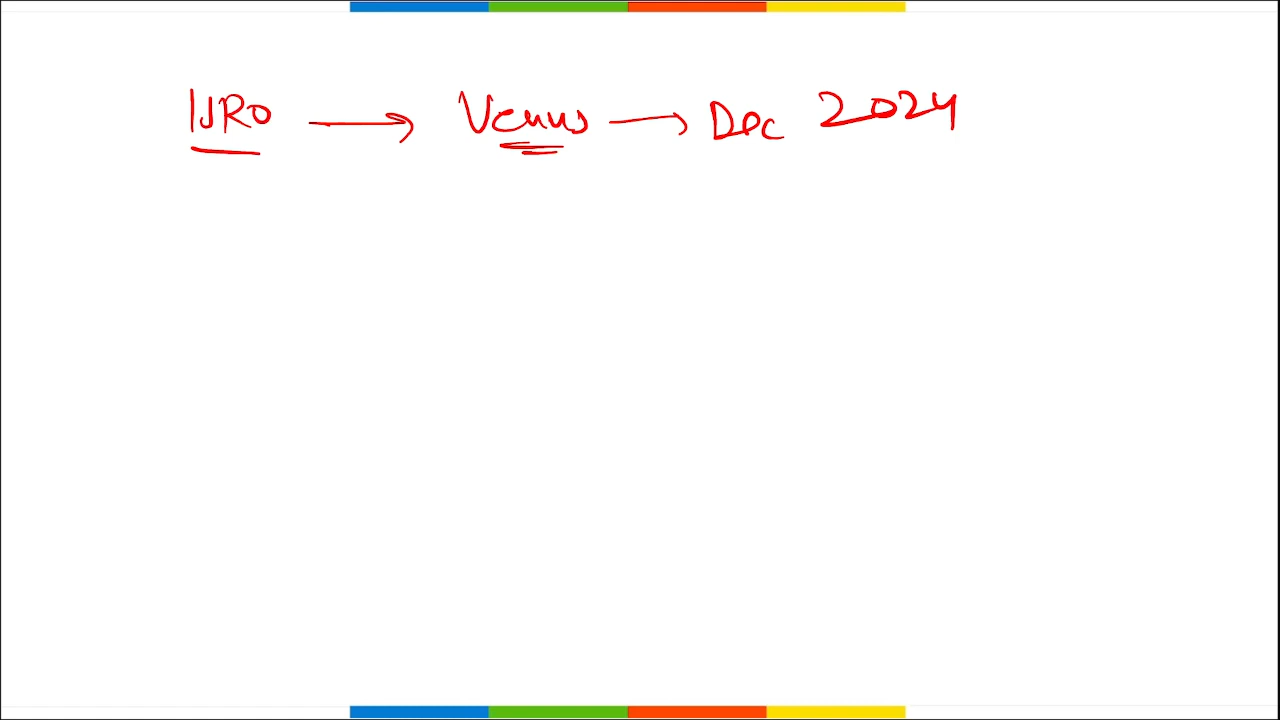 ISRO → Venus → Dec 2024